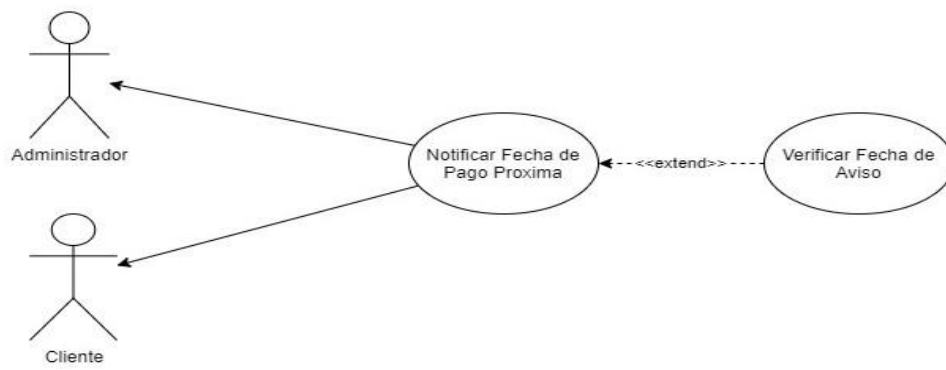 Administrador
Notificar Fecha de
Pago Proxima
<<extend>>
Verificar Fecha de
Aviso
Cliente